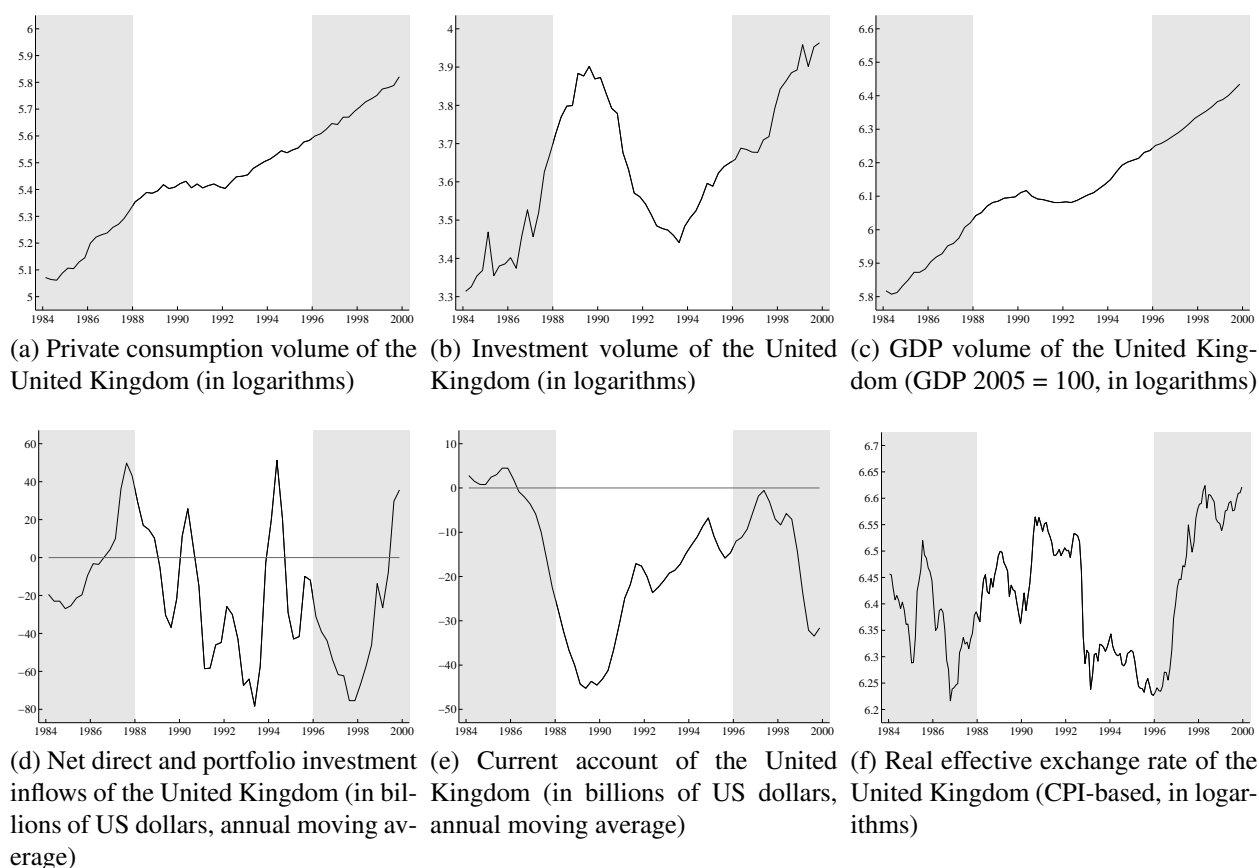 6
5.9
5.8
5.7
5.6
5.5
5.4
5.3
5.2
5.1
5
1984 1986 1988 1990 1992 1994 1996 1998 2000
(a) Private consumption volume of the
United Kingdom (in logarithms)
4
3.9
3.8
3.7
3.6
3.5
3.4
3.3
1984 1986 1988 1990 1992 1994 1996 1998 2000
(b) Investment volume of the United
Kingdom (in logarithms)
6.6
6.5
6.4
6.3
6.2
6.1
6
5.9
5.8
1984 1986 1988 1990 1992 1994 1996 1998 2000
(c) GDP volume of the United King-
dom (GDP 2005 = 100, in logarithms)
60
40
20
0
−20
−40
−60
−80
1984 1986 1988 1990 1992 1994 1996 1998 2000
(d) Net direct and portfolio investment
inflows of the United Kingdom (in bil-
lions of US dollars, annual moving av-
erage)
10
0
−10
−20
−30
−40
−50
1984 1986 1988 1990 1992 1994 1996 1998 2000
(e) Current account of the United
Kingdom (in billions of US dollars,
annual moving average)
6.7
6.65
6.6
6.55
6.5
6.45
6.4
6.35
6.3
6.25
6.2
1984 1986 1988 1990 1992 1994 1996 1998 2000
(f) Real effective exchange rate of the
United Kingdom (CPI-based, in logar-
ithms)